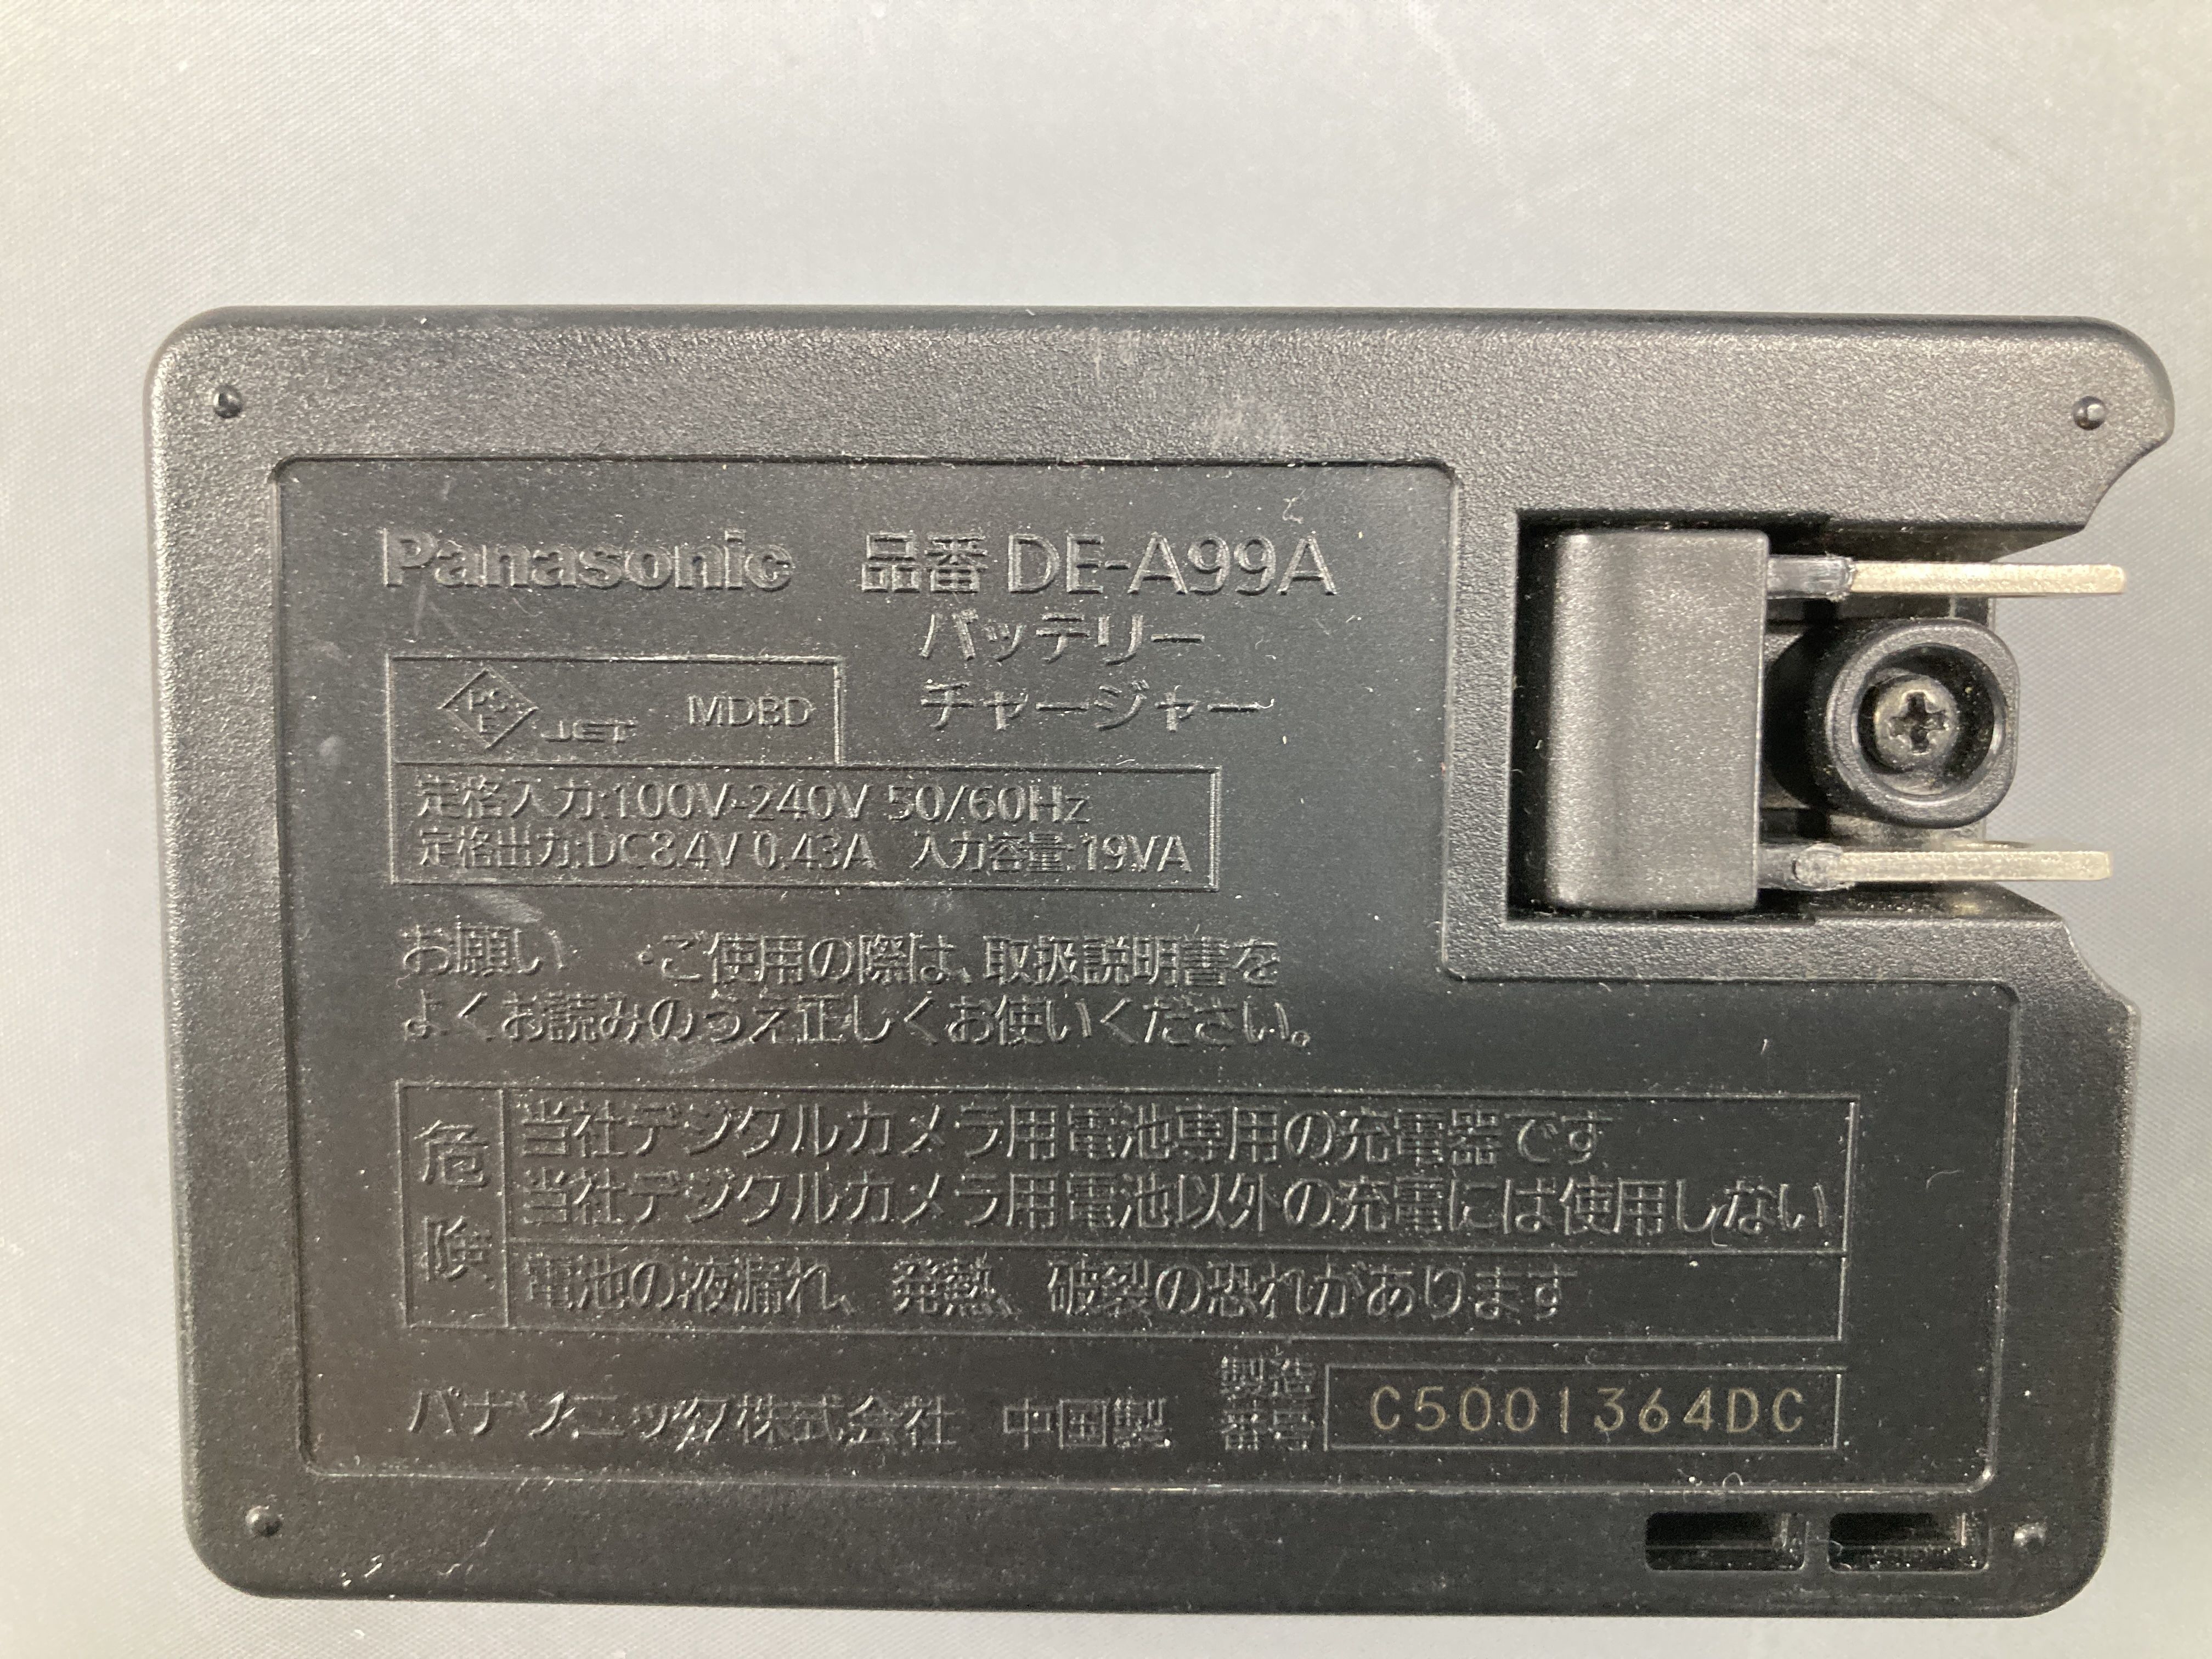 Panasonic 品番 DE-A99A
バッテリー
チャージャー
PSE JET MDBD
定格入力:100V-240V 50/60Hz
定格出力:DC8.4V 0.43A 入力容量:19VA
お願い ・ご使用の際は、取扱説明書を
よくお読みのうえ正しくお使いください。
危険
当社デジタルカメラ用電池専用の充電器です
当社デジタルカメラ用電池以外の充電には使用しない
電池の液漏れ、発熱、破裂の恐れがあります
パナソニック株式会社 中国製
製造番号 C5001364DC